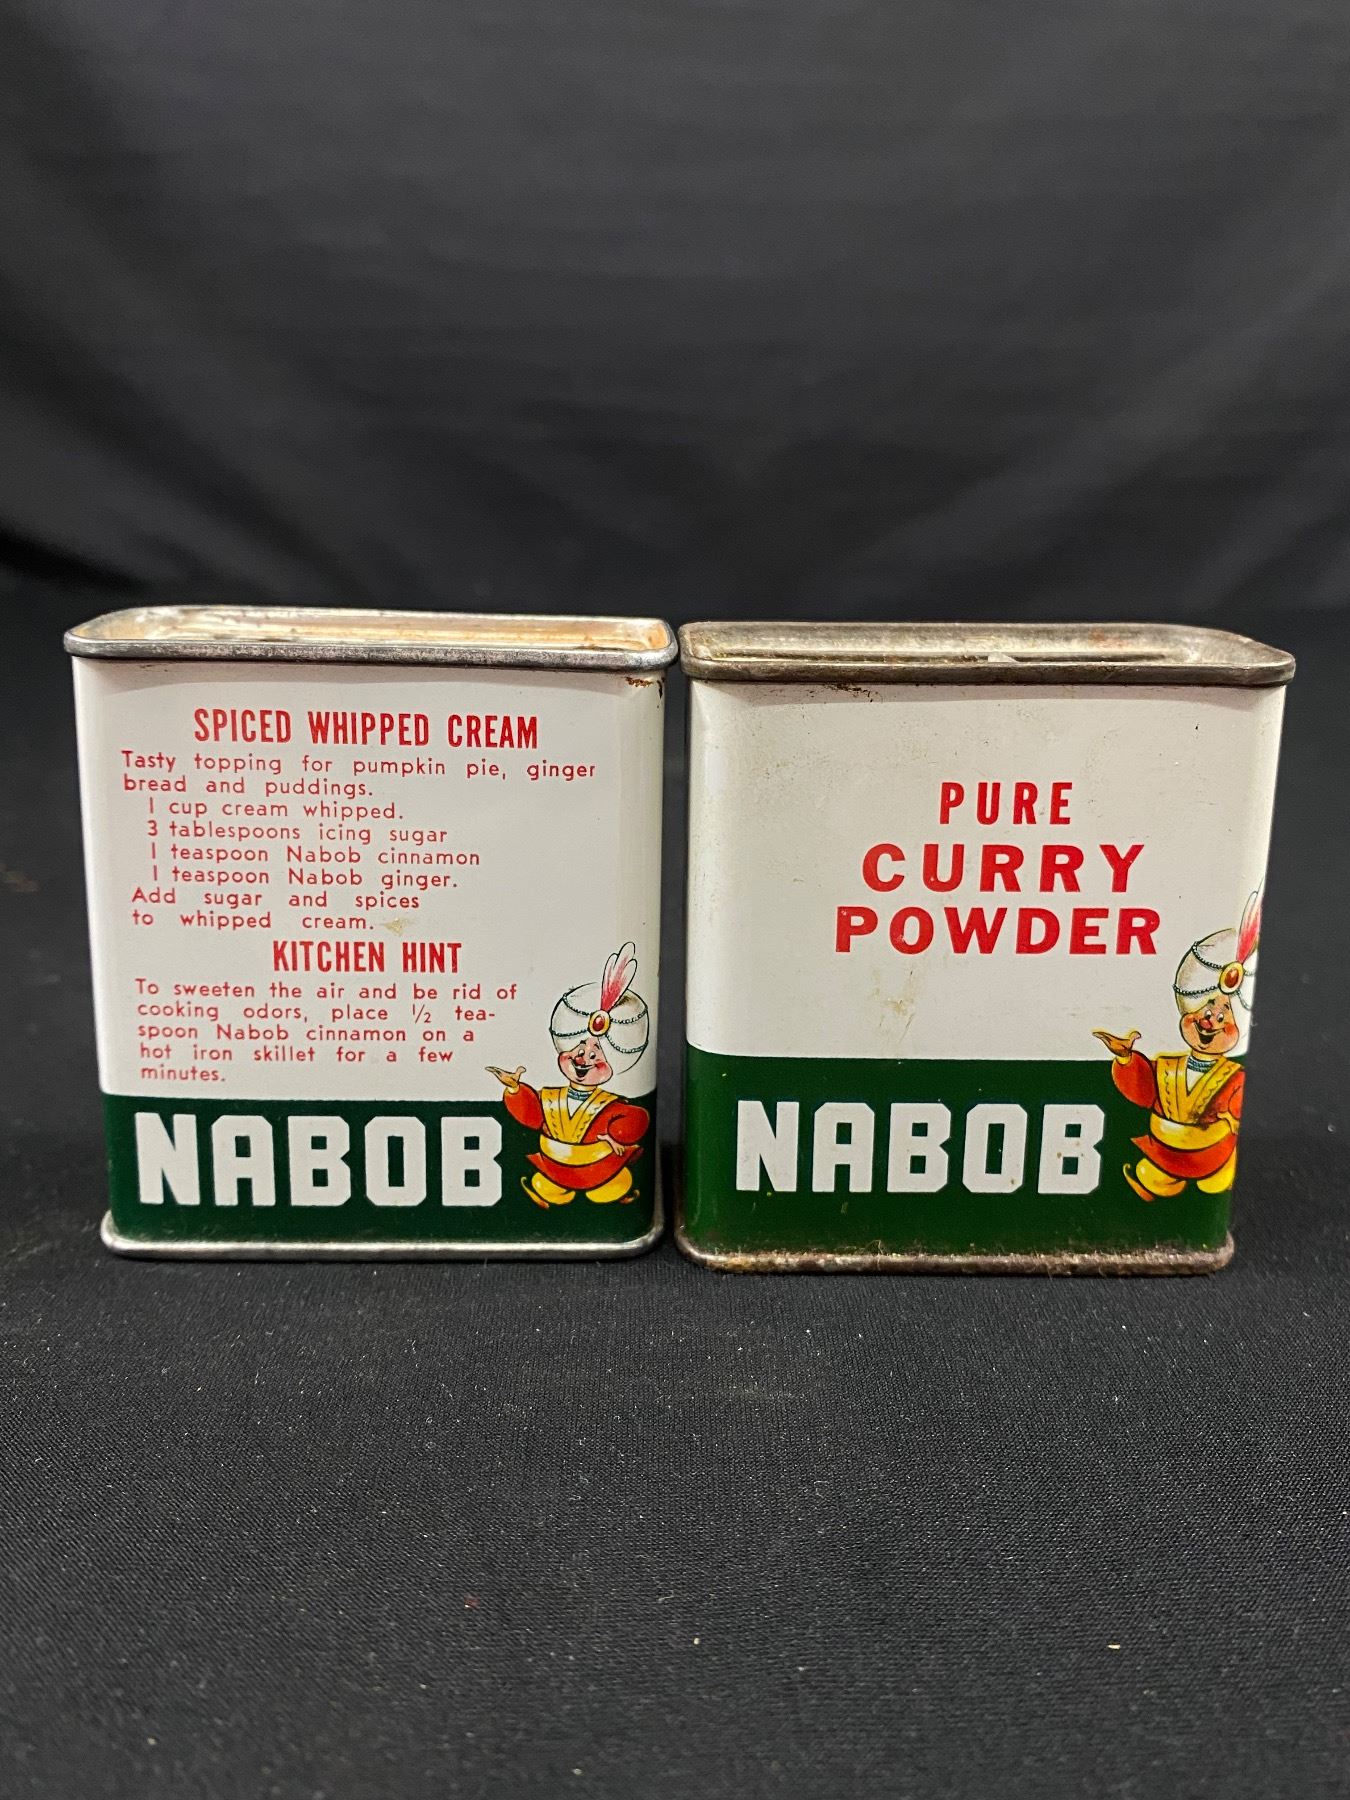 SPICED WHIPPED CREAM
Tasty topping for pumpkin pie, ginger
bread and puddings.
1 cup cream whipped.
3 tablespoons icing sugar
1 teaspoon Nabob cinnamon
1 teaspoon Nabob ginger.
Add sugar and spices
to whipped cream.
KITCHEN HINT
To sweeten the air and be rid of
cooking odors, place 1/2 tea-
spoon Nabob cinnamon on a
hot iron skillet for a few
minutes.
NABOB
PURE
CURRY
POWDER
NABOB